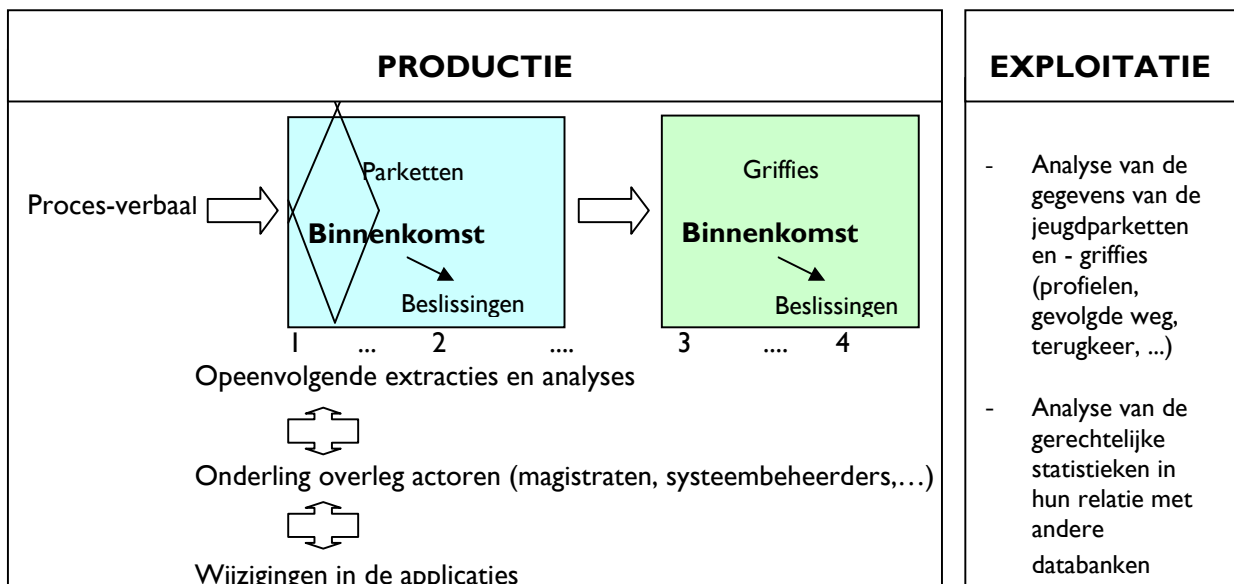 PRODUCTIE
Proces-verbaal
Parketten
Binnenkomst
Beslissingen
Griffies
Binnenkomst
Beslissingen
1 ... 2 .... 3 .... 4
Opeenvolgende extracties en analyses
Onderling overleg actoren (magistraten, systeembeheerders,…)
Wijzigingen in de applicaties
EXPLOITATIE
- Analyse van de
gegevens van de
jeugdparketten
en - griffies
(profielen,
gevolgde weg,
terugkeer, ...)
- Analyse van de
gerechtelijke
statistieken in
hun relatie met
andere
databanken